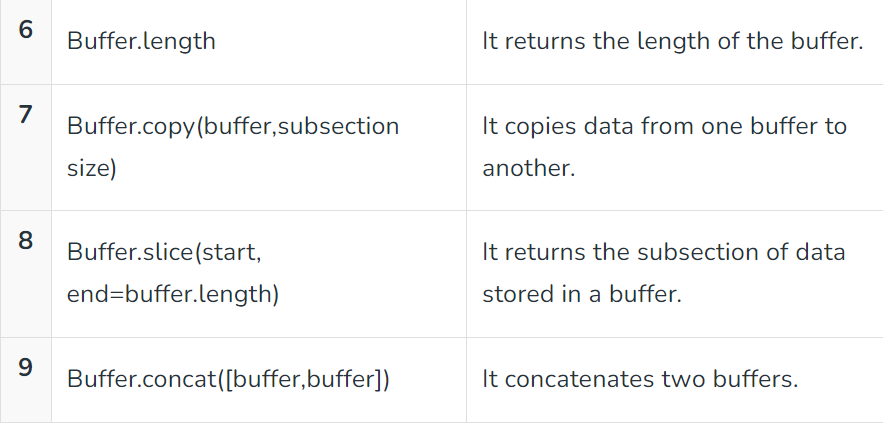 6
Buffer.length
It returns the length of the buffer.
7
Buffer.copy(buffer,subsection
size)
It copies data from one buffer to
another.
8
Buffer.slice(start,
end=buffer.length)
It returns the subsection of data
stored in a buffer.
9
Buffer.concat([buffer,buffer])
It concatenates two buffers.